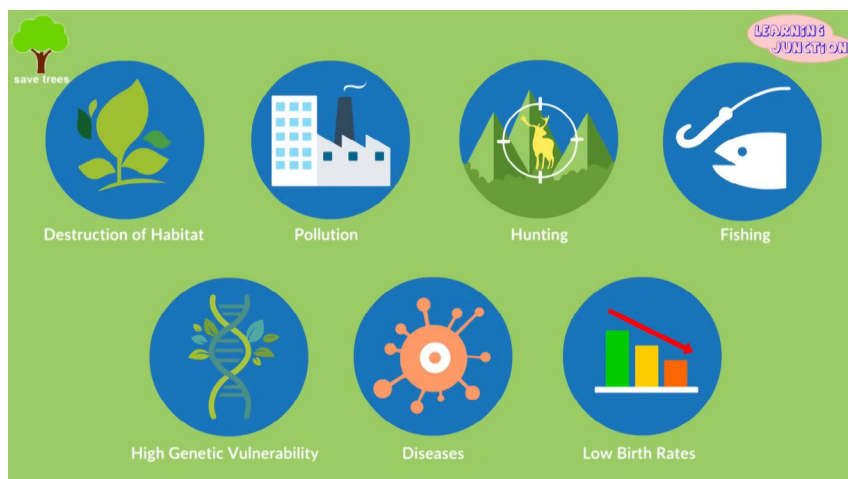 save trees
LEARNING
JUNCTION
Destruction of Habitat
Pollution
Hunting
Fishing
High Genetic Vulnerability
Diseases
Low Birth Rates